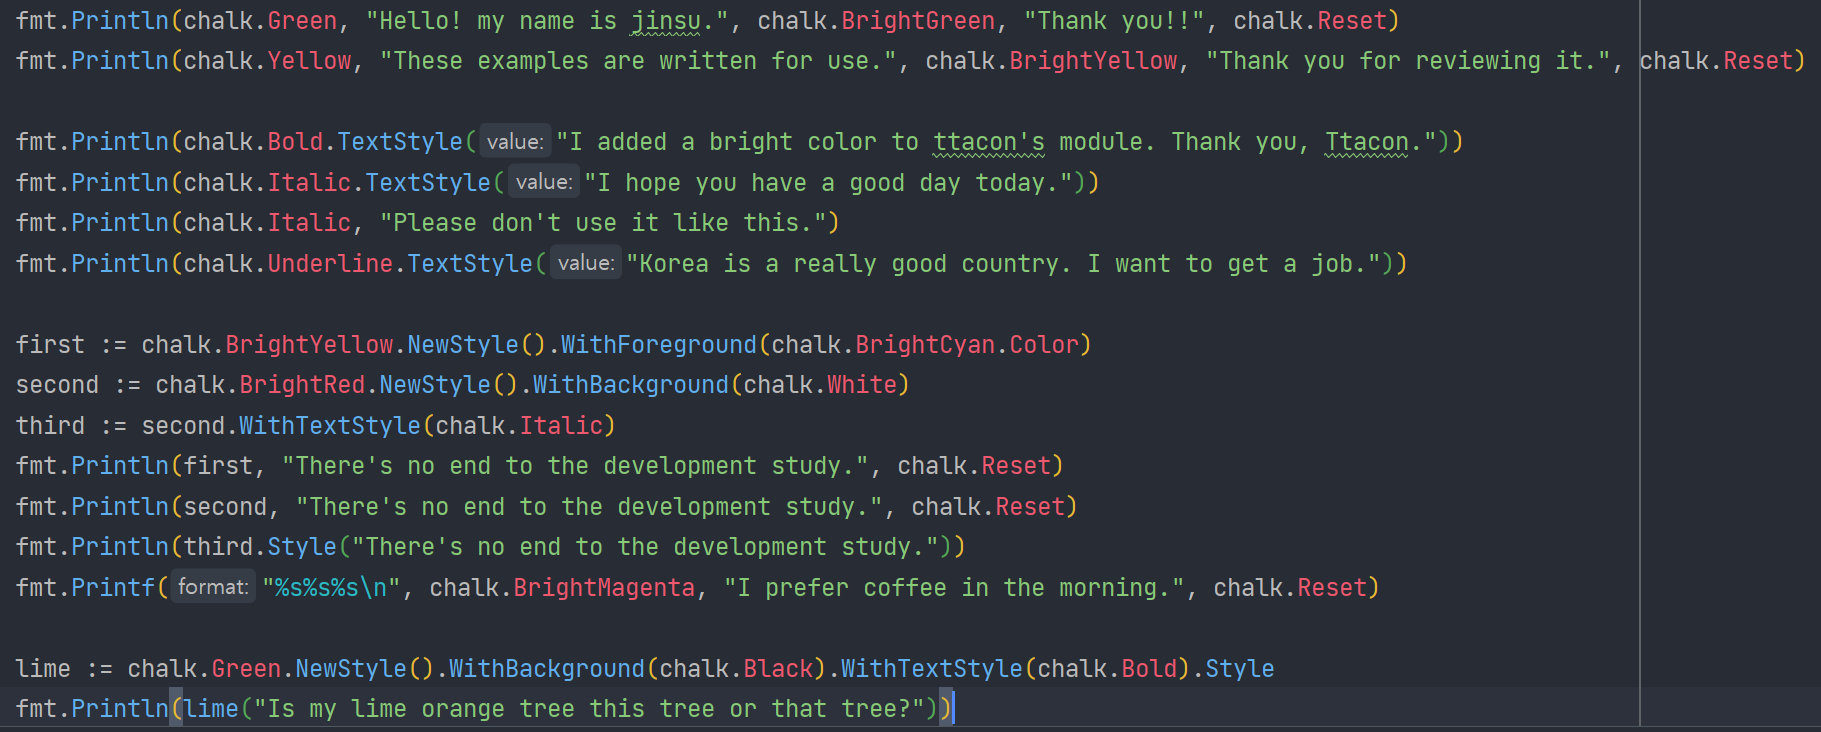 fmt.Println(chalk.Green, "Hello! my name is jinsu.", chalk.BrightGreen, "Thank you!!", chalk.Reset)
fmt.Println(chalk.Yellow, "These examples are written for use.", chalk.BrightYellow, "Thank you for reviewing it.", chalk.Reset)
fmt.Println(chalk.Bold.TextStyle( value: "I added a bright color to ttacon's module. Thank you, Ttacon."))
fmt.Println(chalk.Italic.TextStyle( value: "I hope you have a good day today."))
fmt.Println(chalk.Italic, "Please don't use it like this.")
fmt.Println(chalk.Underline.TextStyle( value: "Korea is a really good country. I want to get a job."))
first := chalk.BrightYellow.NewStyle().WithForeground(chalk.BrightCyan.Color)
second := chalk.BrightRed.NewStyle().WithBackground(chalk.White)
third := second.WithTextStyle(chalk.Italic)
fmt.Println(first, "There's no end to the development study.", chalk.Reset)
fmt.Println(second, "There's no end to the development study.", chalk.Reset)
fmt.Println(third.Style("There's no end to the development study."))
fmt.Printf( format: "%s%s%s\n", chalk.BrightMagenta, "I prefer coffee in the morning.", chalk.Reset)
lime := chalk.Green.NewStyle().WithBackground(chalk.Black).WithTextStyle(chalk.Bold).Style
fmt.Println(lime("Is my lime orange tree this tree or that tree?"))